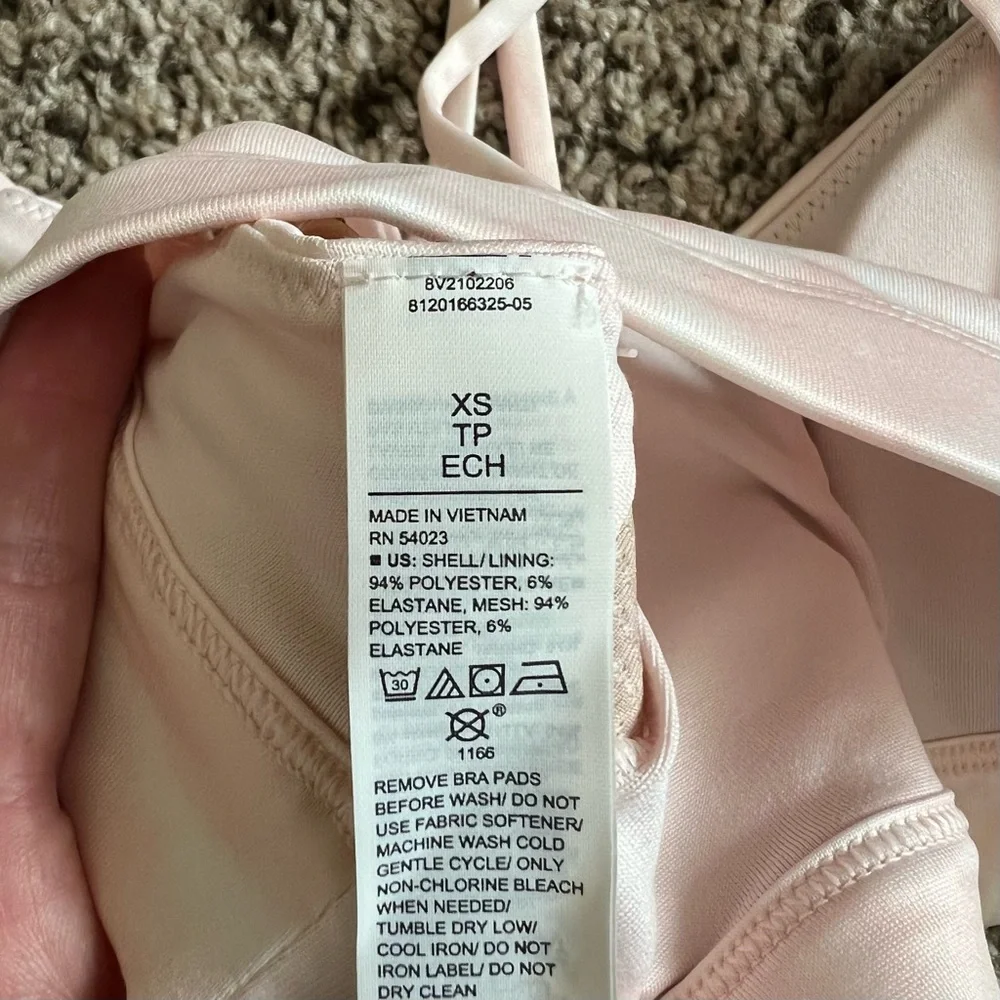 8V2102206
8120166325-05
XS
TP
ECH
MADE IN VIETNAM
RN 54023
■ US: SHELL/ LINING:
94% POLYESTER, 6%
ELASTANE, MESH: 94%
POLYESTER, 6%
ELASTANE
30
®
1166
REMOVE BRA PADS
BEFORE WASH/ DO NOT
USE FABRIC SOFTENER/
MACHINE WASH COLD
GENTLE CYCLE/ ONLY
NON-CHLORINE BLEACH
WHEN NEEDED/
TUMBLE DRY LOW/
COOL IRON/ DO NOT
IRON LABEL/ DO NOT
DRY CLEAN